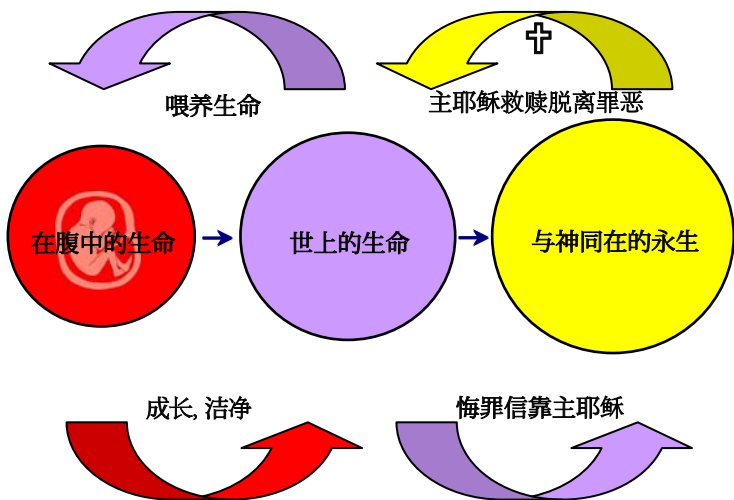 喂养生命
主耶稣救赎脱离罪恶
在腹中的生命
世上的生命
与神同在的永生
成长, 洁净
悔罪信靠主耶稣